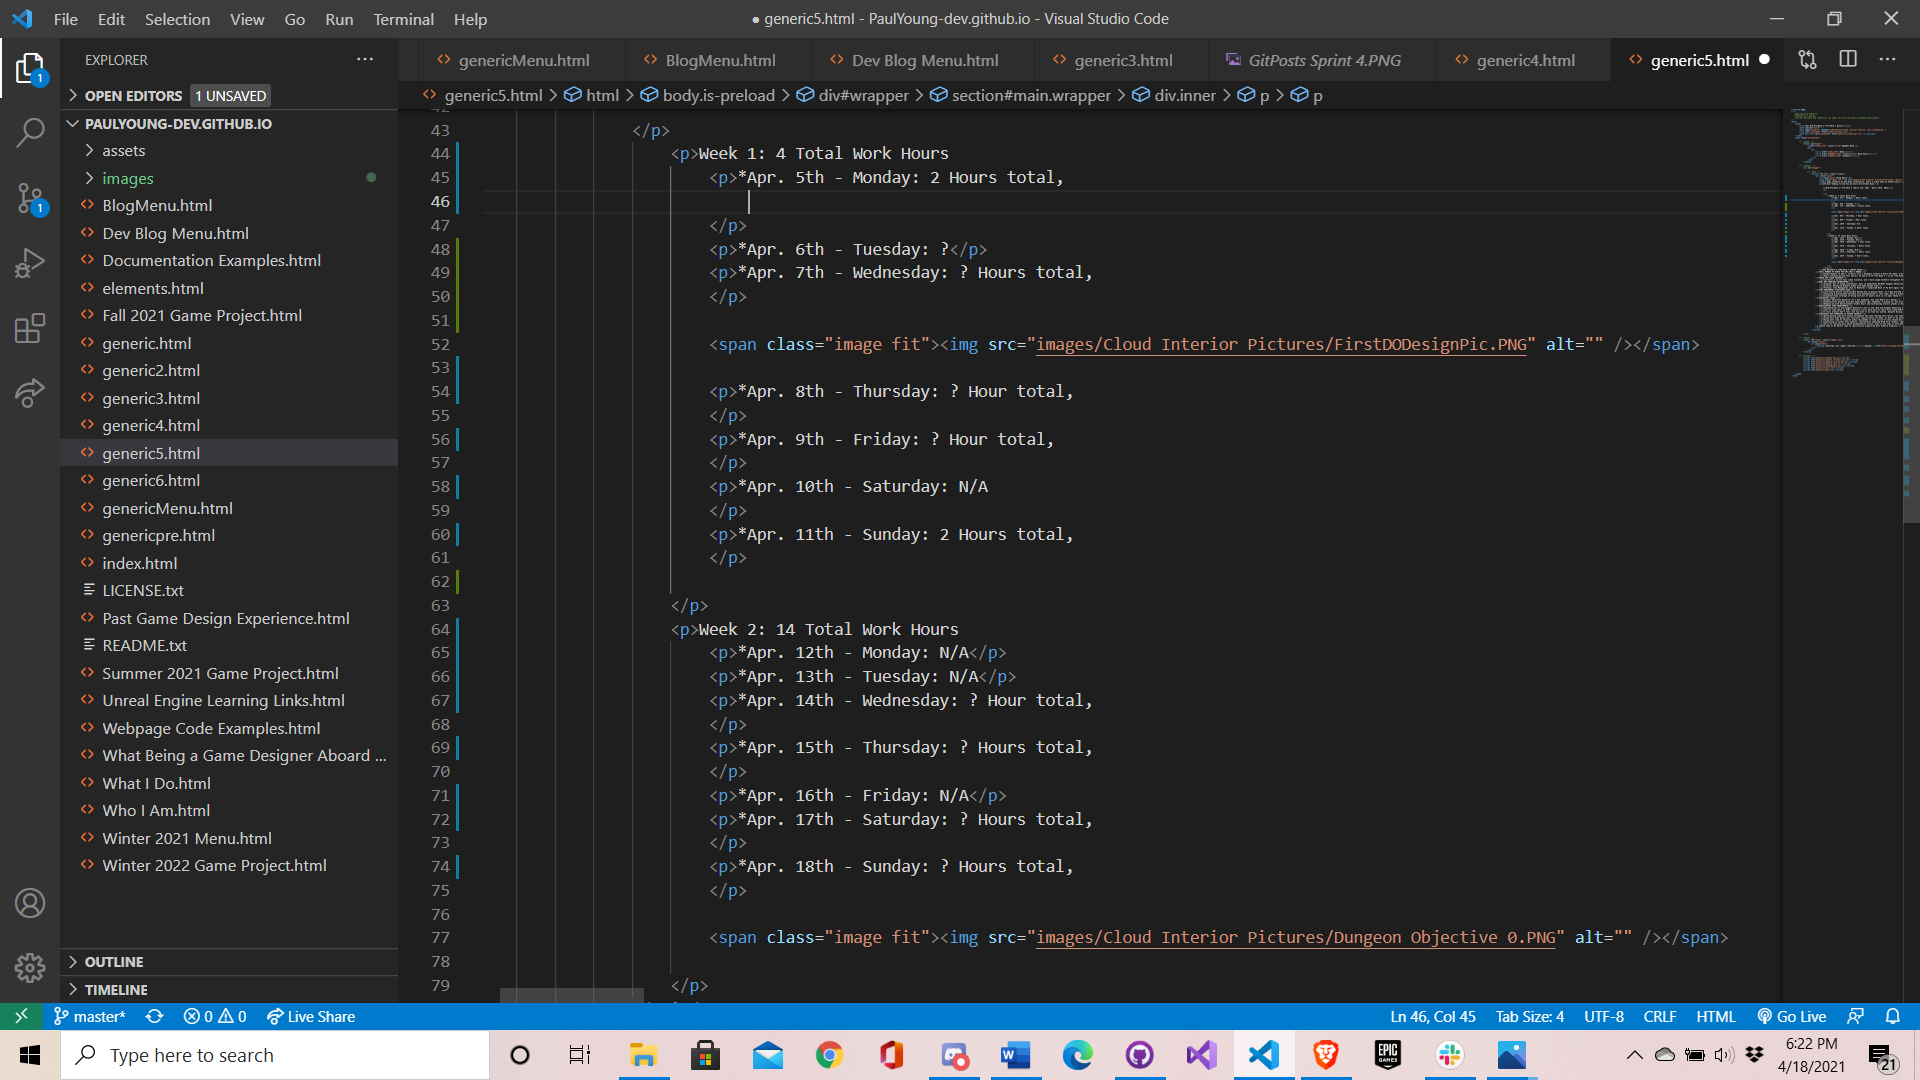 File Edit Selection View Go Run Terminal Help
● generic5.html - PaulYoung-dev.github.io - Visual Studio Code
EXPLORER ···
genericMenu.html BlogMenu.html Dev Blog Menu.html generic3.html GitPosts Sprint 4.PNG generic4.html generic5.html ●
OPEN EDITORS 1 UNSAVED
generic5.html > html > body.is-preload > div#wrapper > section#main.wrapper > div.inner > p > p
PAULYOUNG-DEV.GITHUB.IO
assets
images
BlogMenu.html
Dev Blog Menu.html
Documentation Examples.html
elements.html
Fall 2021 Game Project.html
generic.html
generic2.html
generic3.html
generic4.html
generic5.html
generic6.html
genericMenu.html
genericpre.html
index.html
LICENSE.txt
Past Game Design Experience.html
README.txt
Summer 2021 Game Project.html
Unreal Engine Learning Links.html
Webpage Code Examples.html
What Being a Game Designer Aboard ...
What I Do.html
Who I Am.html
Winter 2021 Menu.html
Winter 2022 Game Project.html
OUTLINE
TIMELINE
1
1
43 </p>
44 <p>Week 1: 4 Total Work Hours
45 <p>*Apr. 5th - Monday: 2 Hours total,
46
47 </p>
48 <p>*Apr. 6th - Tuesday: ?</p>
49 <p>*Apr. 7th - Wednesday: ? Hours total,
50 </p>
51
52 <span class="image fit"><img src="images/Cloud Interior Pictures/FirstDODesignPic.PNG" alt="" /></span>
53
54 <p>*Apr. 8th - Thursday: ? Hour total,
55 </p>
56 <p>*Apr. 9th - Friday: ? Hour total,
57 </p>
58 <p>*Apr. 10th - Saturday: N/A
59 </p>
60 <p>*Apr. 11th - Sunday: 2 Hours total,
61 </p>
62
63 </p>
64 <p>Week 2: 14 Total Work Hours
65 <p>*Apr. 12th - Monday: N/A</p>
66 <p>*Apr. 13th - Tuesday: N/A</p>
67 <p>*Apr. 14th - Wednesday: ? Hour total,
68 </p>
69 <p>*Apr. 15th - Thursday: ? Hours total,
70 </p>
71 <p>*Apr. 16th - Friday: N/A</p>
72 <p>*Apr. 17th - Saturday: ? Hours total,
73 </p>
74 <p>*Apr. 18th - Sunday: ? Hours total,
75 </p>
76
77 <span class="image fit"><img src="images/Cloud Interior Pictures/Dungeon Objective 0.PNG" alt="" /></span>
78
79 </p>
master* 0 0 Live Share
Ln 46, Col 45 Tab Size: 4 UTF-8 CRLF HTML Go Live
Type here to search
EPIC GAMES
6:22 PM
4/18/2021
21